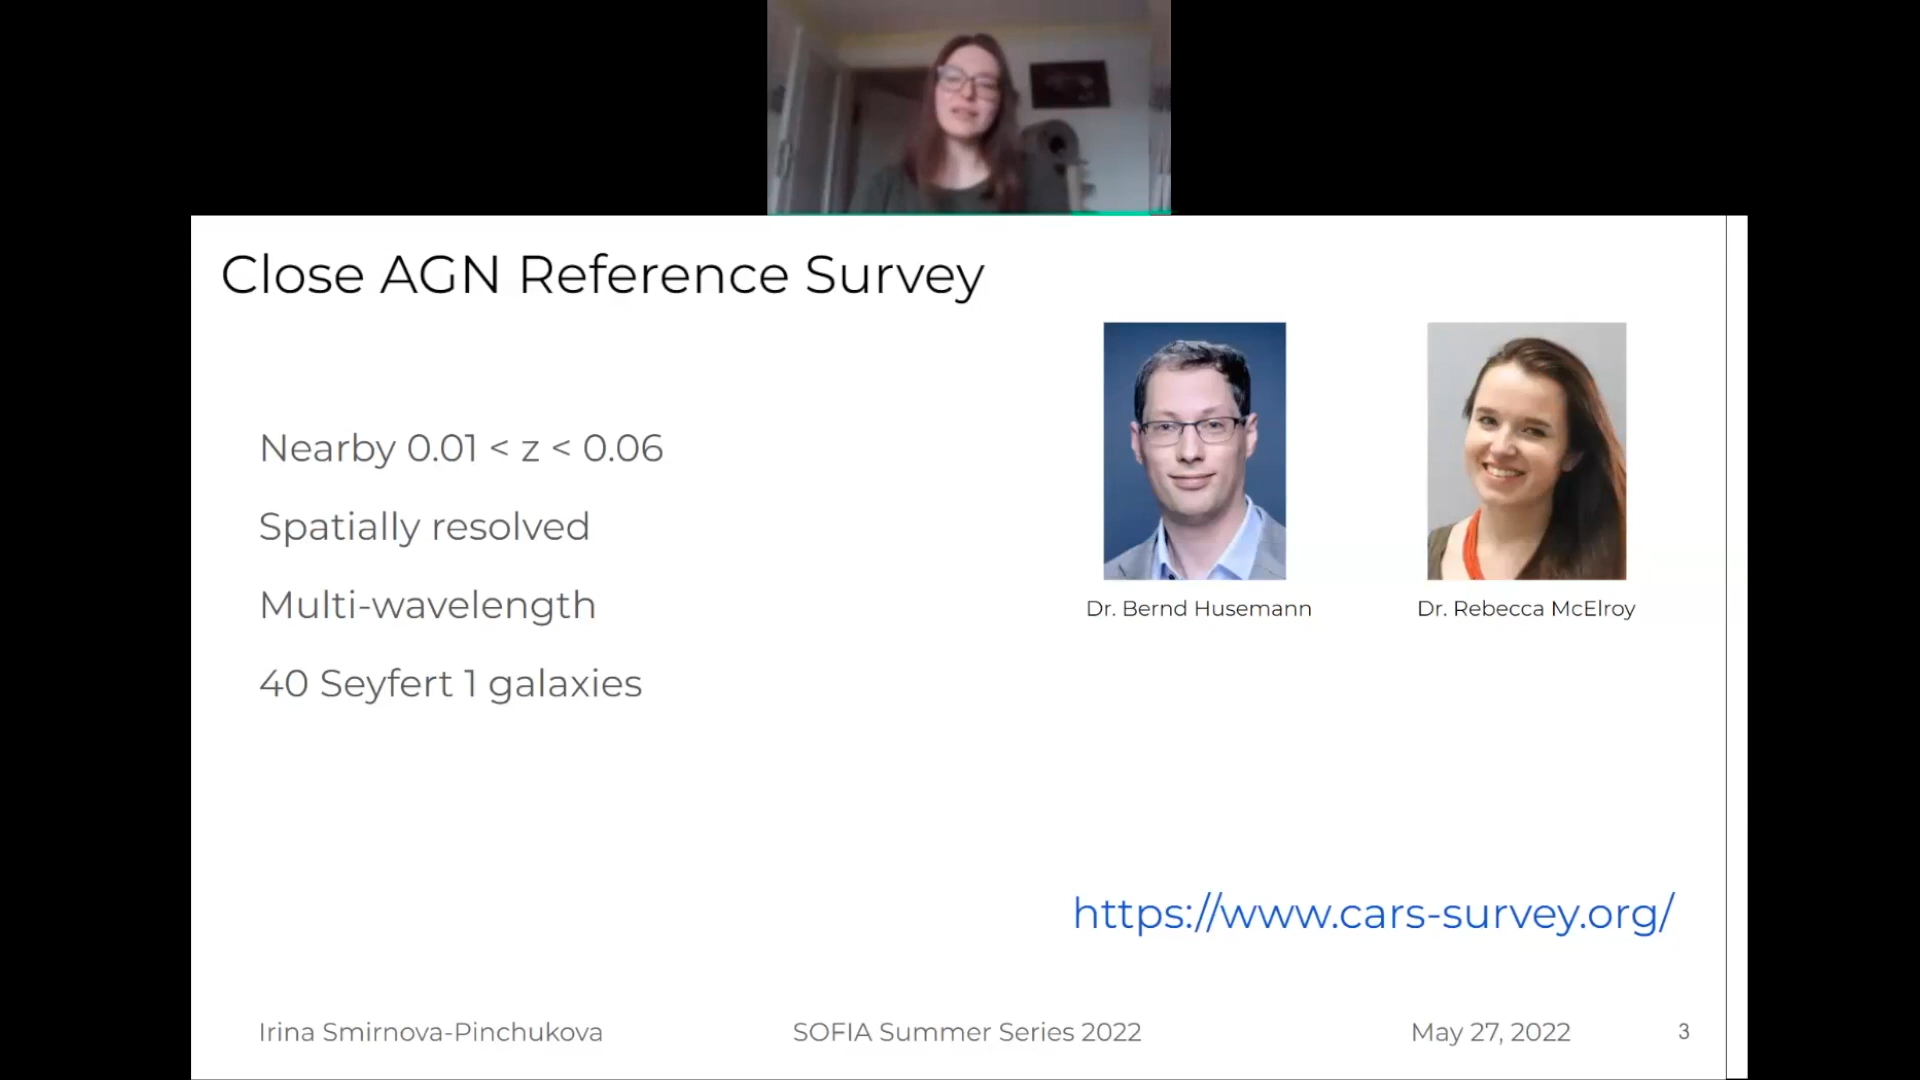 Close AGN Reference Survey
Nearby 0.01 < z < 0.06
Spatially resolved
Multi-wavelength
40 Seyfert 1 galaxies
Dr. Bernd Husemann
Dr. Rebecca McElroy
https://www.cars-survey.org/
Irina Smirnova-Pinchukova
SOFIA Summer Series 2022
May 27, 2022
3